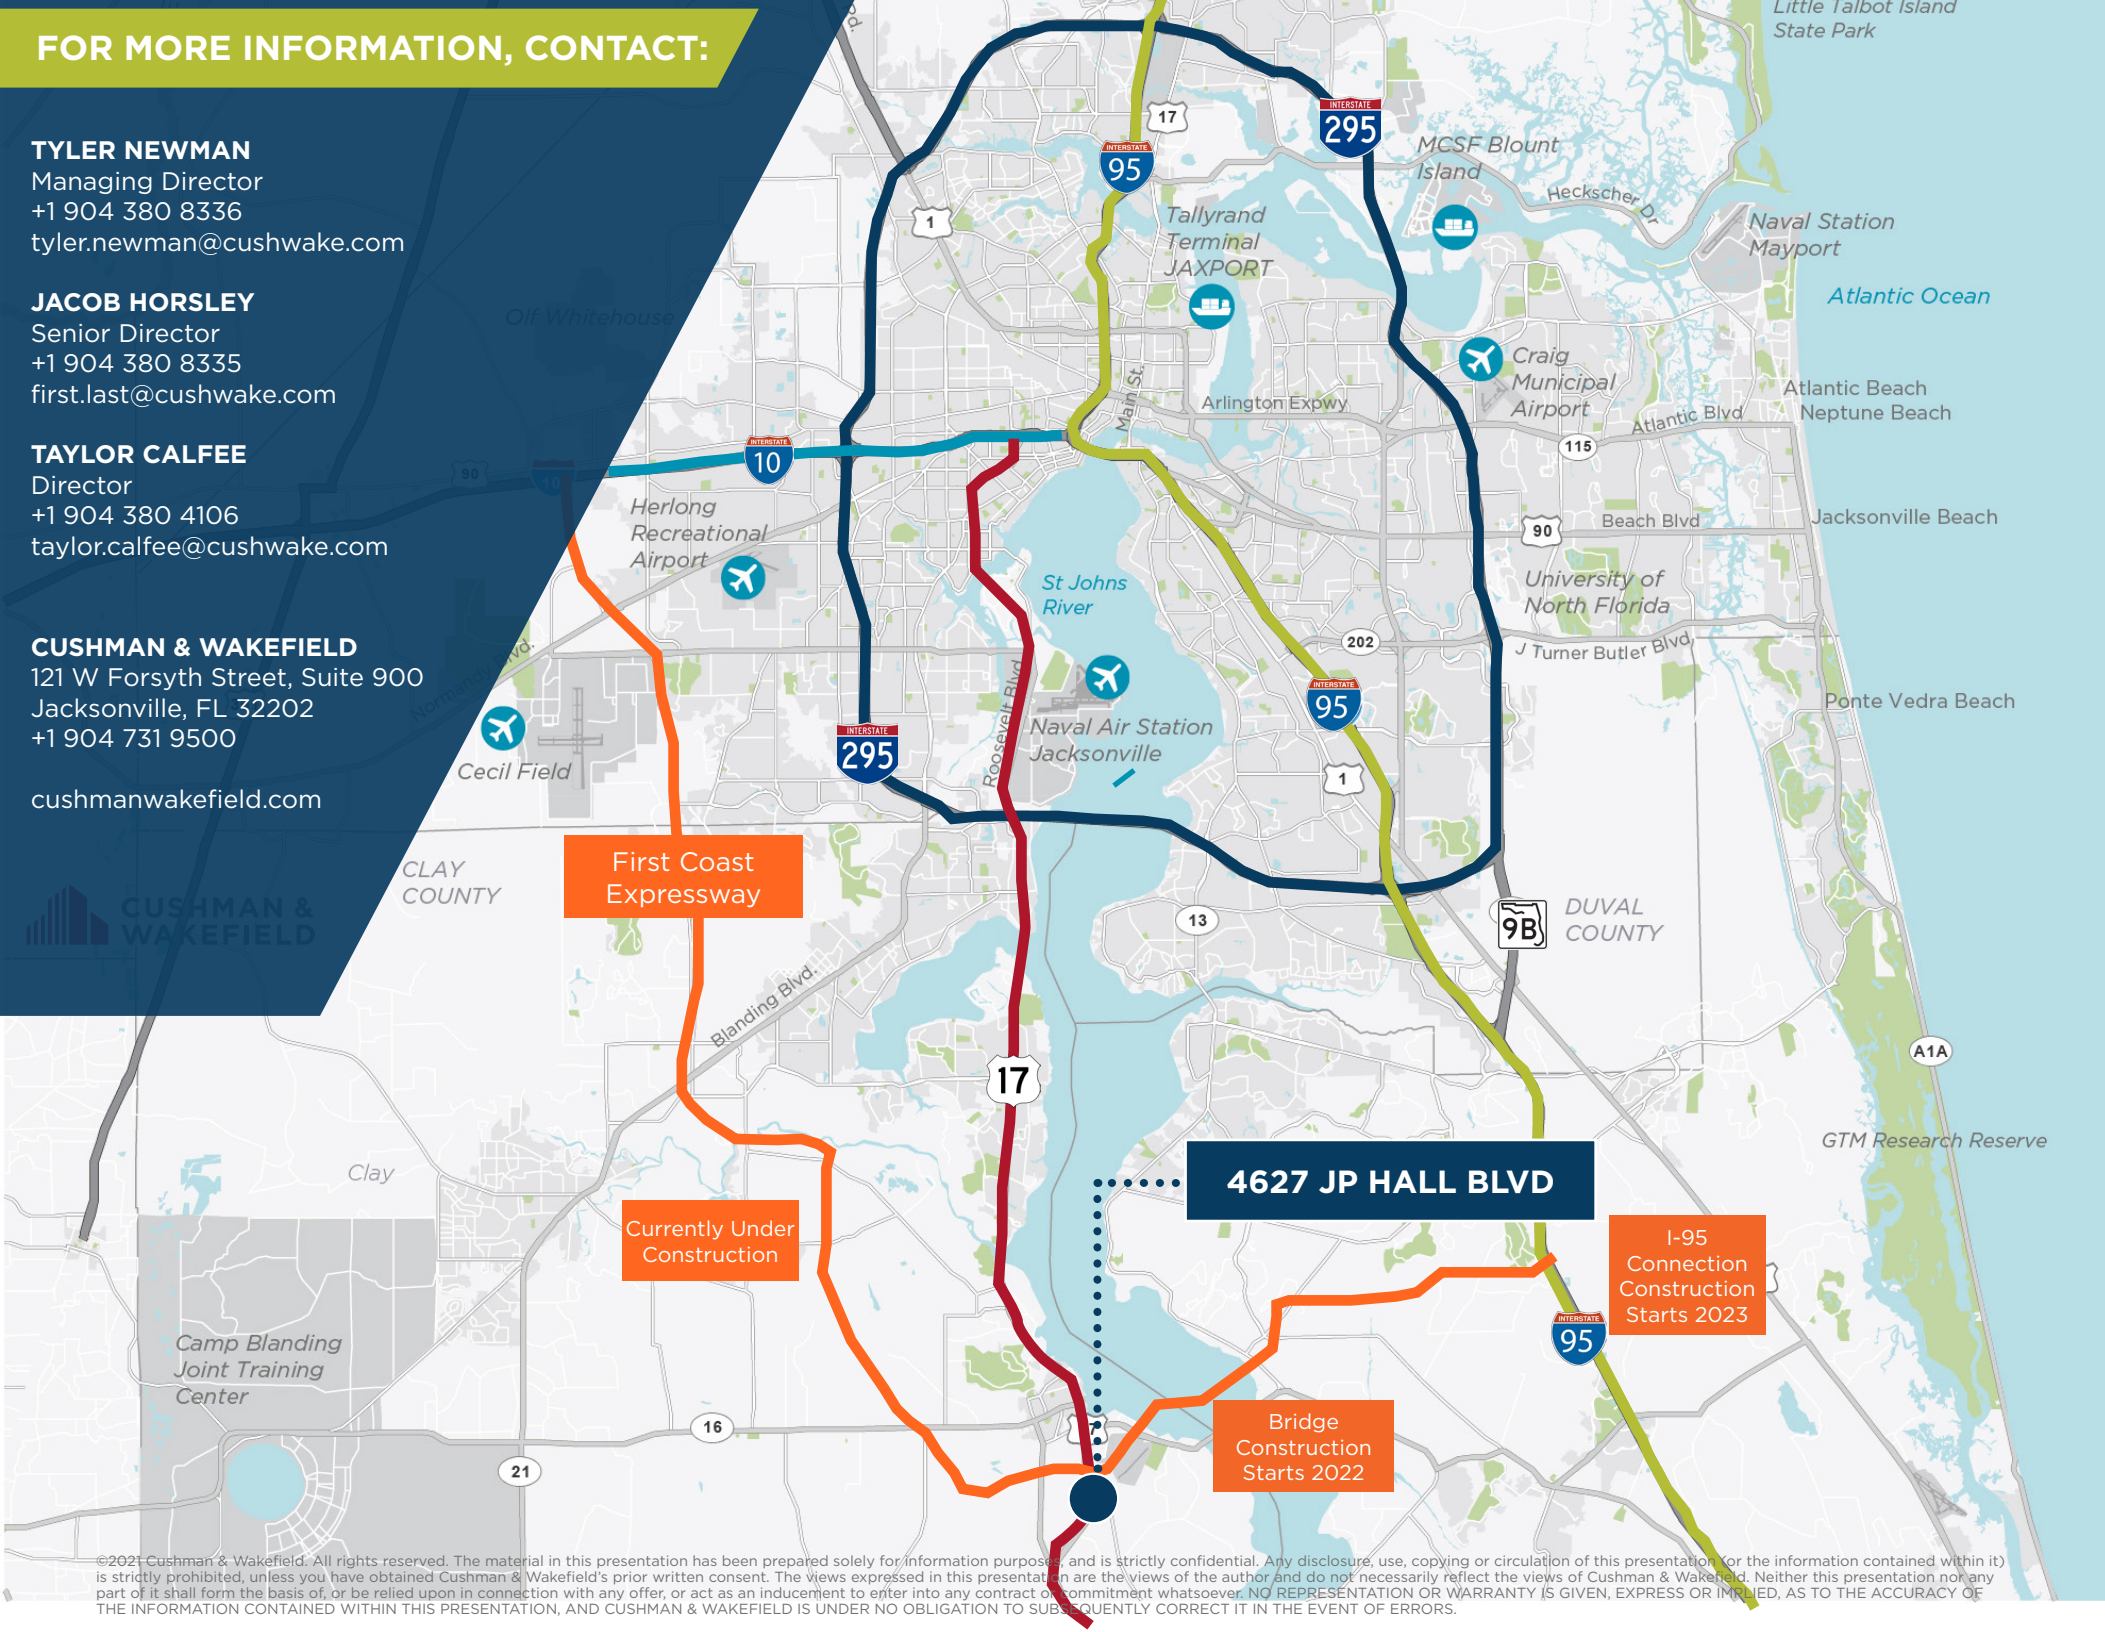 FOR MORE INFORMATION, CONTACT:
TYLER NEWMAN
Managing Director
+1 904 380 8336
tyler.newman@cushwake.com
JACOB HORSLEY
Senior Director
+1 904 380 8335
first.last@cushwake.com
TAYLOR CALFEE
Director
+1 904 380 4106
taylor.calfee@cushwake.com
CUSHMAN & WAKEFIELD
121 W Forsyth Street, Suite 900
Jacksonville, FL 32202
+1 904 731 9500
cushmanwakefield.com
CUSHMAN &
WAKEFIELD
Little Talbot Island
State Park
17
INTERSTATE
295
INTERSTATE
95
MCSF Blount
Island
Heckscher Dr
Tallyrand
Terminal
JAXPORT
1
Naval Station
Mayport
Atlantic Ocean
Olf Whitehouse
Craig
Municipal
Airport
Main St.
Arlington Expwy
Atlantic Blvd
Atlantic Beach
Neptune Beach
115
90
10
INTERSTATE
10
Herlong
Recreational
Airport
90
Beach Blvd
Jacksonville Beach
St Johns
River
University of
North Florida
202
J Turner Butler Blvd
Normandy Blvd.
Roosevelt Blvd
INTERSTATE
95
Ponte Vedra Beach
Naval Air Station
Jacksonville
INTERSTATE
295
Cecil Field
1
First Coast
Expressway
CLAY
COUNTY
13
9B
DUVAL
COUNTY
Blanding Blvd.
17
A1A
GTM Research Reserve
Clay
4627 JP HALL BLVD
Currently Under
Construction
I-95
Connection
Construction
Starts 2023
INTERSTATE
95
Camp Blanding
Joint Training
Center
16
Bridge
Construction
Starts 2022
21
©2021 Cushman & Wakefield. All rights reserved. The material in this presentation has been prepared solely for information purposes, and is strictly confidential. Any disclosure, use, copying or circulation of this presentation (or the information contained within it)
is strictly prohibited, unless you have obtained Cushman & Wakefield's prior written consent. The views expressed in this presentation are the views of the author and do not necessarily reflect the views of Cushman & Wakefield. Neither this presentation nor any
part of it shall form the basis of, or be relied upon in connection with any offer, or act as an inducement to enter into any contract or commitment whatsoever. NO REPRESENTATION OR WARRANTY IS GIVEN, EXPRESS OR IMPLIED, AS TO THE ACCURACY OF
THE INFORMATION CONTAINED WITHIN THIS PRESENTATION, AND CUSHMAN & WAKEFIELD IS UNDER NO OBLIGATION TO SUBSEQUENTLY CORRECT IT IN THE EVENT OF ERRORS.